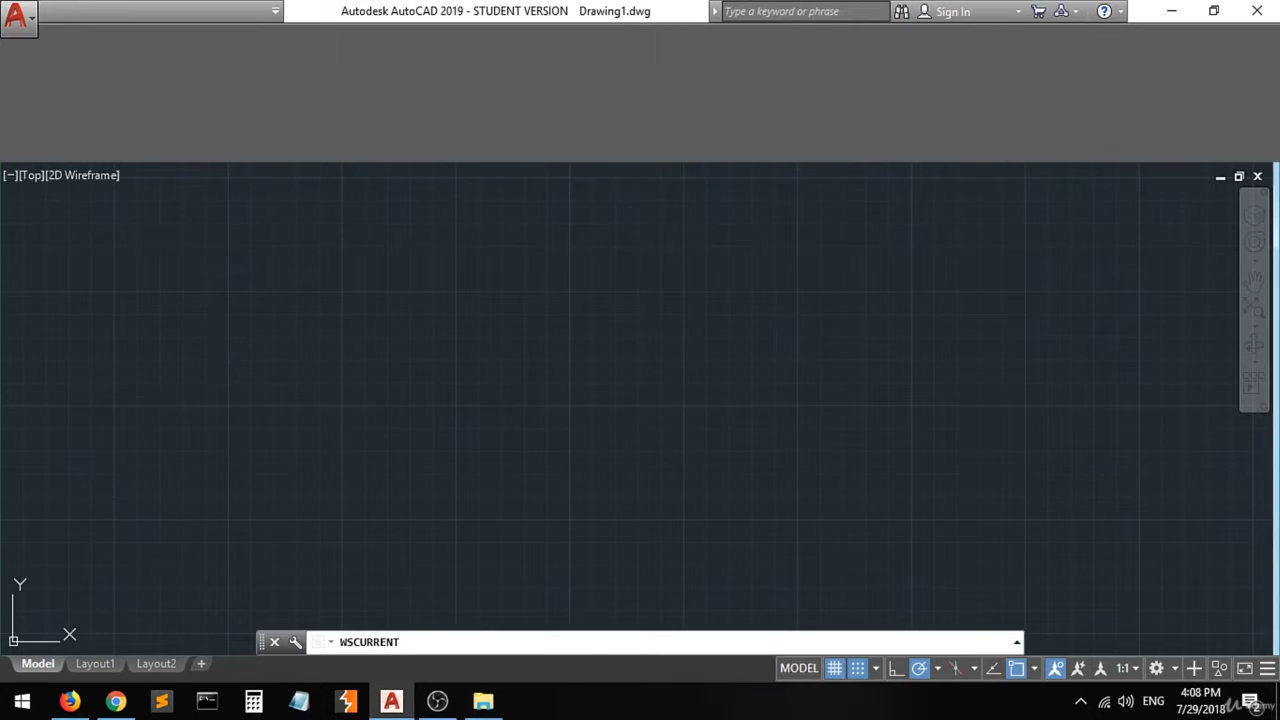 Autodesk AutoCAD 2019 - STUDENT VERSION Drawing1.dwg
Type a keyword or phrase
Sign In
[−][Top][2D Wireframe]
Y
X
WSCURRENT
Model Layout1 Layout2
MODEL
1:1
ENG
4:08 PM
7/29/2018
2